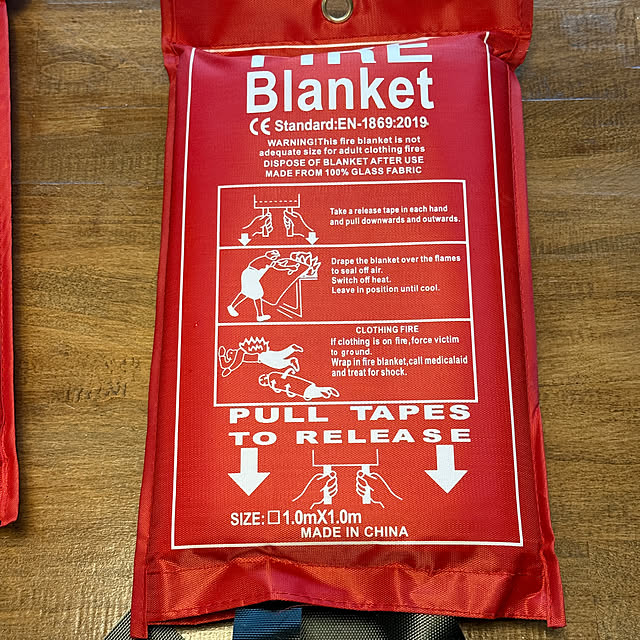 FIRE
Blanket
CE Standard:EN-1869:2019
WARNING!This fire blanket is not
adequate size for adult clothing fires
DISPOSE OF BLANKET AFTER USE
MADE FROM 100% GLASS FABRIC
Take a release tape in each hand
and pull downwards and outwards.
Drape the blanket over the flames
to seal off air.
Switch off heat.
Leave in position until cool.
CLOTHING FIRE
If clothing is on fire,force victim
to ground.
Wrap in fire blanket,call medicalaid
and treat for shock.
PULL TAPES
TO RELEASE
SIZE:□1.0mX1.0m
MADE IN CHINA